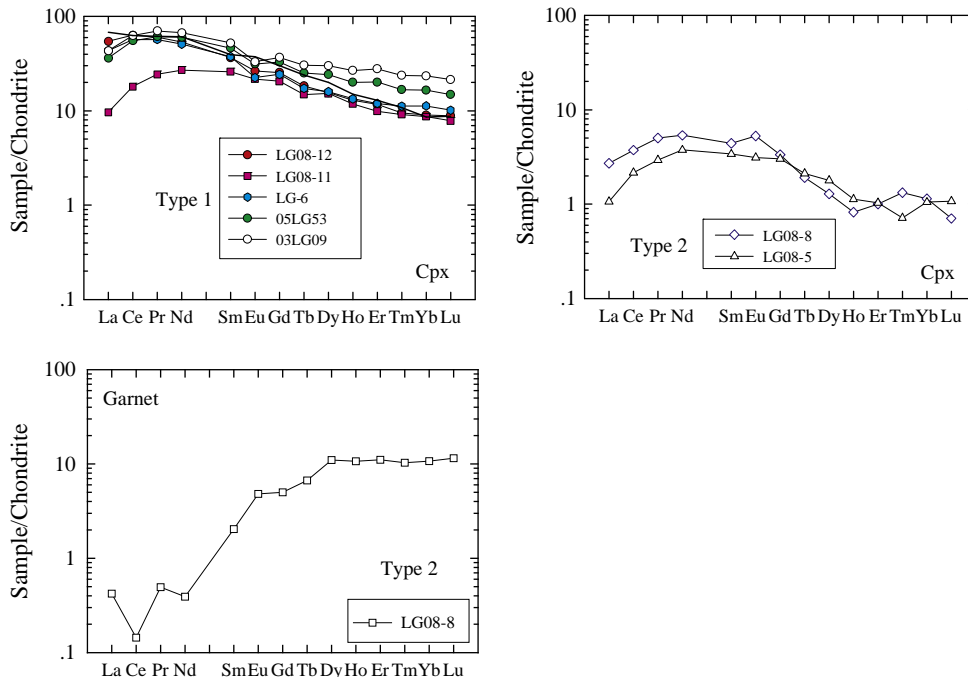 100
10
1
.1
Sample/Chondrite
Type 1
LG08-12
LG08-11
LG-6
05LG53
03LG09
Cpx
La Ce Pr Nd Sm Eu Gd Tb Dy Ho Er Tm Yb Lu
100
10
1
.1
Sample/Chondrite
Type 2
LG08-8
LG08-5
Cpx
La Ce Pr Nd Sm Eu Gd Tb Dy Ho Er Tm Yb Lu
100
10
1
.1
Sample/Chondrite
Garnet
Type 2
LG08-8
La Ce Pr Nd Sm Eu Gd Tb Dy Ho Er Tm Yb Lu